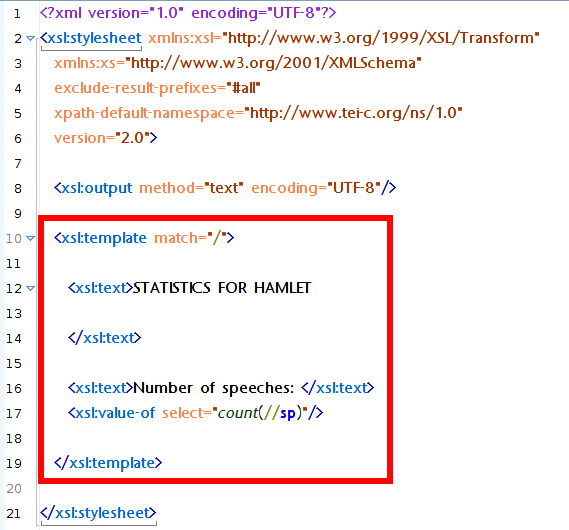 1 <?xml version="1.0" encoding="UTF-8"?>
2 <xsl:stylesheet xmlns:xsl="http://www.w3.org/1999/XSL/Transform"
3 xmlns:xs="http://www.w3.org/2001/XMLSchema"
4 exclude-result-prefixes="#all"
5 xpath-default-namespace="http://www.tei-c.org/ns/1.0"
6 version="2.0">
7
8 <xsl:output method="text" encoding="UTF-8"/>
9
10 <xsl:template match="/">
11
12 <xsl:text>STATISTICS FOR HAMLET
13
14 </xsl:text>
15
16 <xsl:text>Number of speeches: </xsl:text>
17 <xsl:value-of select="count(//sp)"/>
18
19 </xsl:template>
20
21 </xsl:stylesheet>